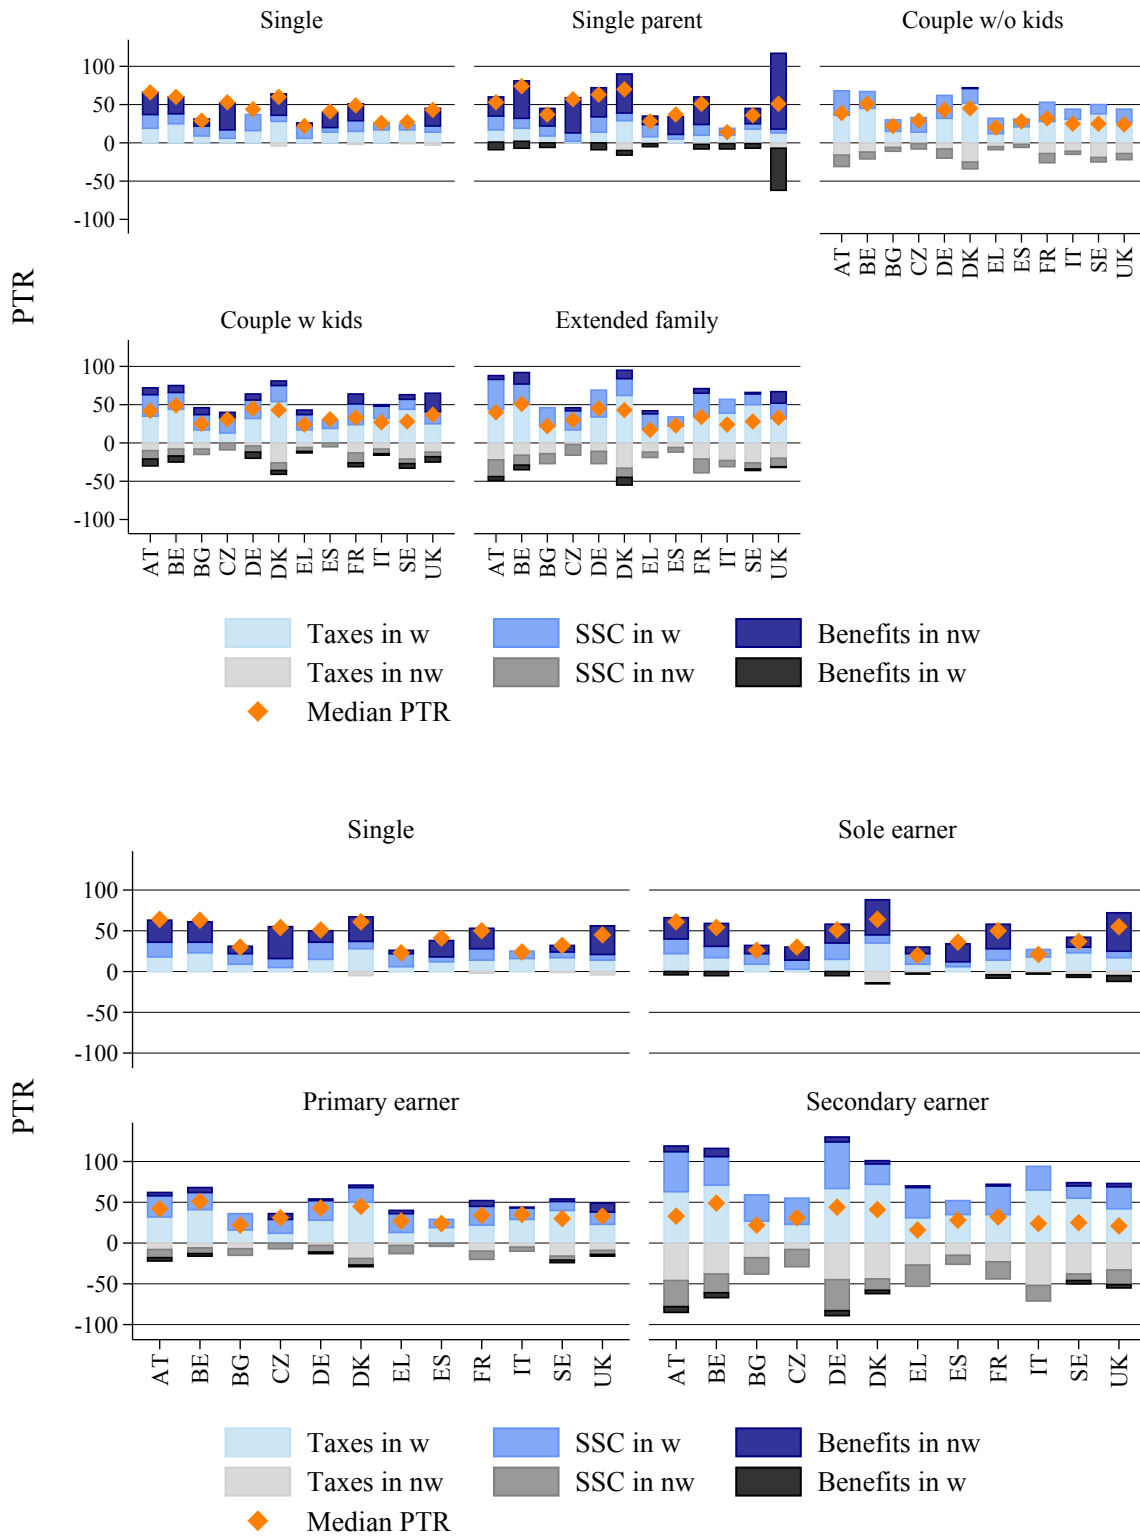 Single
Single parent
Couple w/o kids
100
50
0
-50
-100
AT BE BG CZ DE DK EL ES FR IT SE UK
PTR
Couple w kids
Extended family
100
50
0
-50
-100
AT BE BG CZ DE DK EL ES FR IT SE UK
AT BE BG CZ DE DK EL ES FR IT SE UK
Taxes in w
SSC in w
Benefits in nw
Taxes in nw
SSC in nw
Benefits in w
Median PTR
Single
Sole earner
100
50
0
-50
-100
PTR
Primary earner
Secondary earner
100
50
0
-50
-100
AT BE BG CZ DE DK EL ES FR IT SE UK
AT BE BG CZ DE DK EL ES FR IT SE UK
Taxes in w
SSC in w
Benefits in nw
Taxes in nw
SSC in nw
Benefits in w
Median PTR